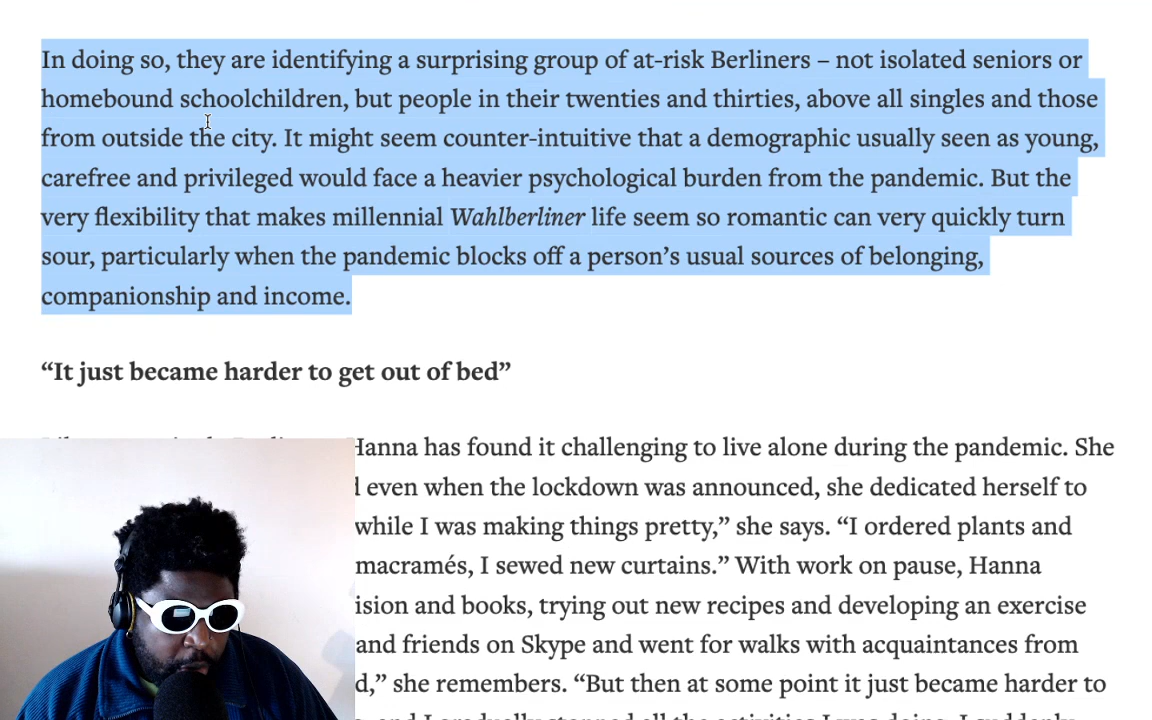 In doing so, they are identifying a surprising group of at-risk Berliners – not isolated seniors or
homebound schoolchildren, but people in their twenties and thirties, above all singles and those
from outside the city. It might seem counter-intuitive that a demographic usually seen as young,
carefree and privileged would face a heavier psychological burden from the pandemic. But the
very flexibility that makes millennial Wahlberliner life seem so romantic can very quickly turn
sour, particularly when the pandemic blocks off a person’s usual sources of belonging,
companionship and income.
“It just became harder to get out of bed”
Hanna has found it challenging to live alone during the pandemic. She
even when the lockdown was announced, she dedicated herself to
while I was making things pretty,” she says. “I ordered plants and
macramés, I sewed new curtains.” With work on pause, Hanna
and books, trying out new recipes and developing an exercise
and friends on Skype and went for walks with acquaintances from
she remembers. “But then at some point it just became harder to